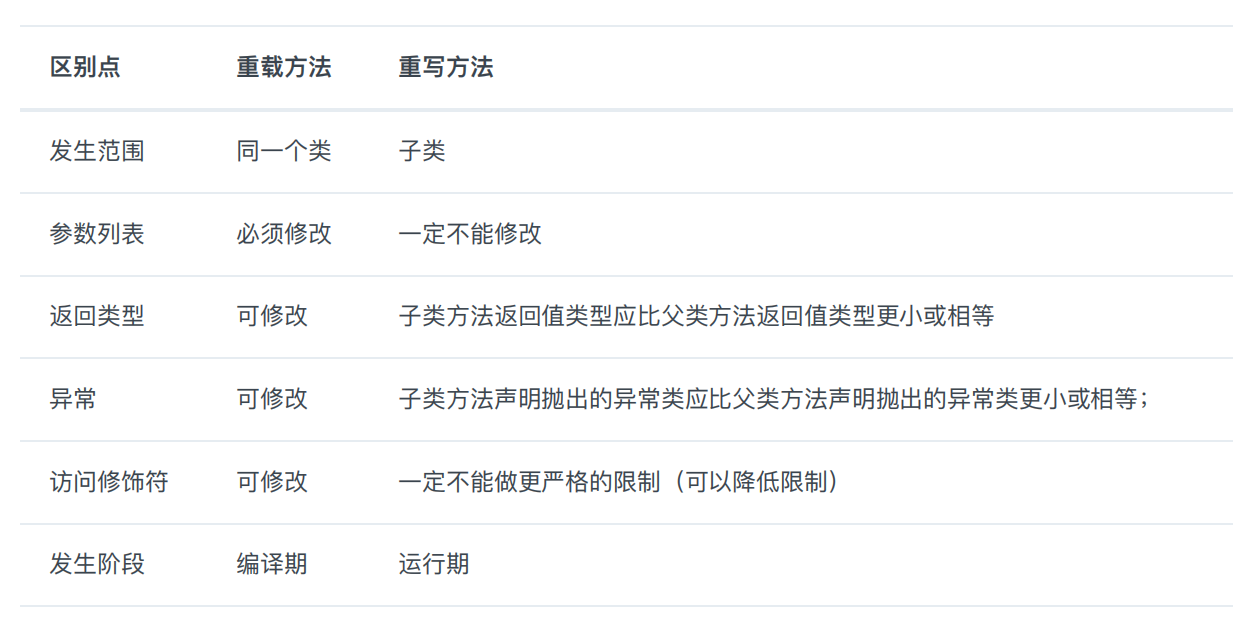 区别点 重载方法 重写方法
发生范围 同一个类 子类
参数列表 必须修改 一定不能修改
返回类型 可修改 子类方法返回值类型应比父类方法返回值类型更小或相等
异常 可修改 子类方法声明抛出的异常类应比父类方法声明抛出的异常类更小或相等；
访问修饰符 可修改 一定不能做更严格的限制（可以降低限制）
发生阶段 编译期 运行期